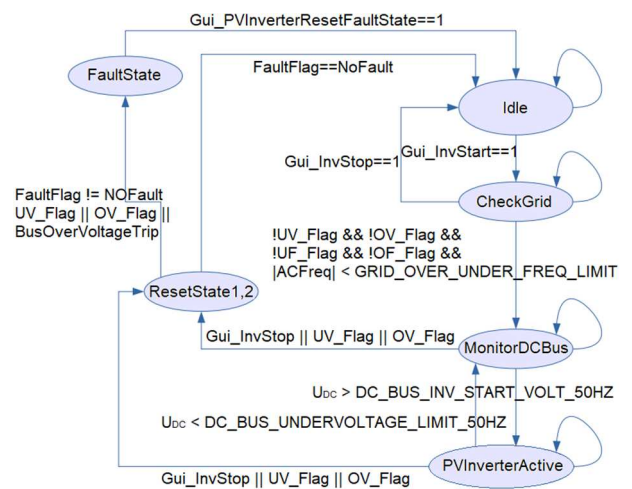 Gui_PVInverterResetFaultState==1
FaultState
FaultFlag==NoFault
Idle
Gui_InvStart==1
Gui_InvStop==1
CheckGrid
FaultFlag != NOFault
UV_Flag || OV_Flag ||
BusOverVoltageTrip
!UV_Flag && !OV_Flag &&
!UF_Flag && !OF_Flag &&
|ACFreq| < GRID_OVER_UNDER_FREQ_LIMIT
ResetState1,2
Gui_InvStop || UV_Flag || OV_Flag
MonitorDCBus
UDC > DC_BUS_INV_START_VOLT_50HZ
UDC < DC_BUS_UNDERVOLTAGE_LIMIT_50HZ
PVInverterActive
Gui_InvStop || UV_Flag || OV_Flag